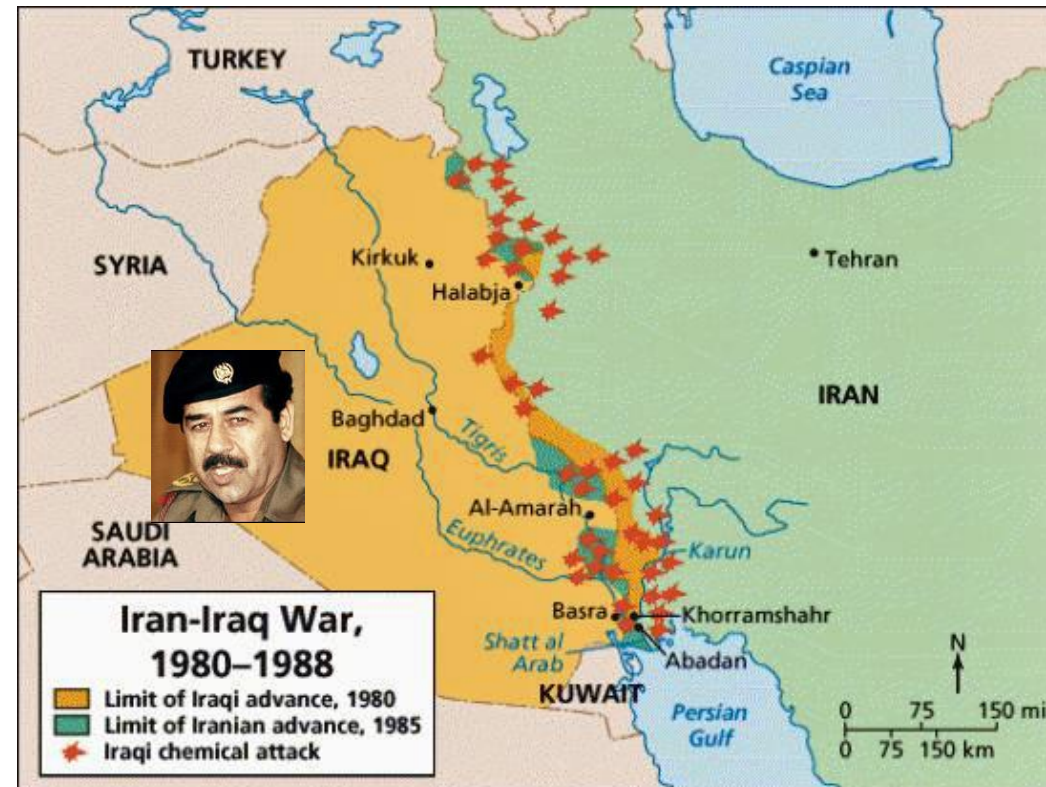 TURKEY
Caspian
Sea
SYRIA
Kirkuk
Tehran
Halabja
IRAN
Baghdad
Tigris
IRAQ
Al-Amarah
SAUDI
ARABIA
Euphrates
Karun
Basra
Khorramshahr
Shatt al
Arab
Abadan
KUWAIT
Persian
Gulf
N
0 75 150 mi
0 75 150 km
Iran-Iraq War,
1980–1988
Limit of Iraqi advance, 1980
Limit of Iranian advance, 1985
Iraqi chemical attack